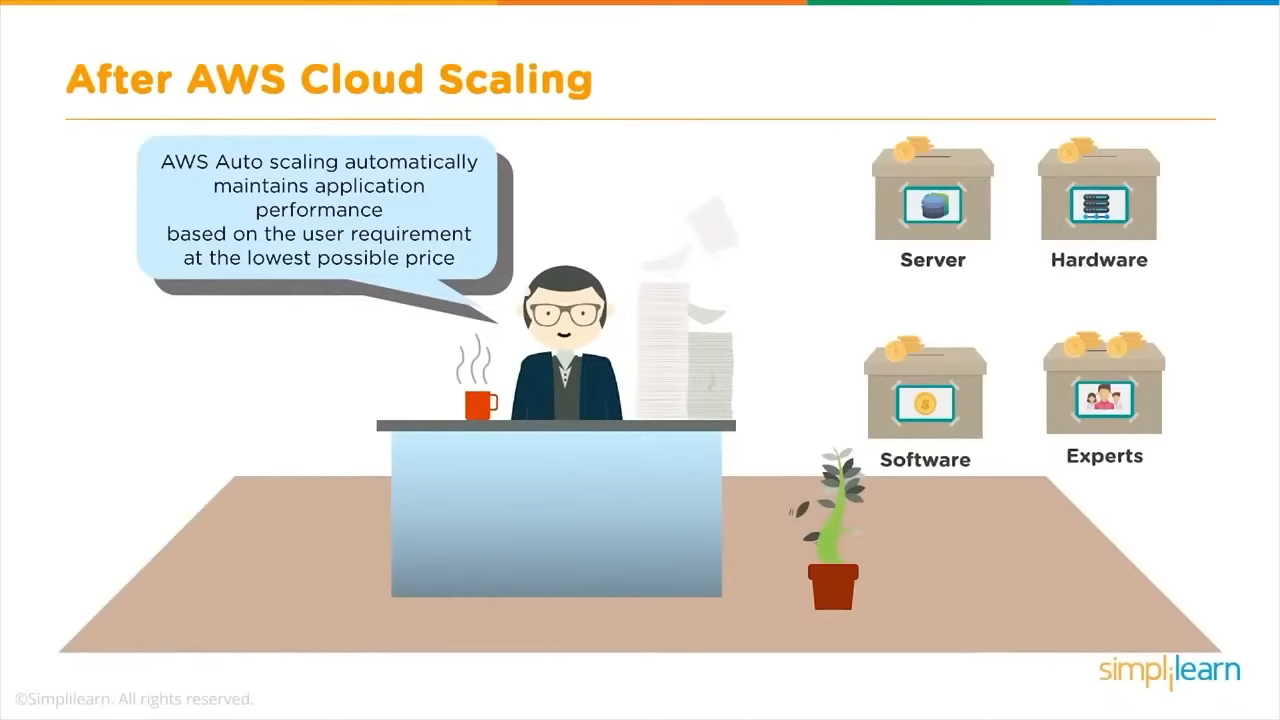 After AWS Cloud Scaling
AWS Auto scaling automatically
maintains application
performance
based on the user requirement
at the lowest possible price
Server
Hardware
Software
Experts
simplilearn
©Simplilearn. All rights reserved.